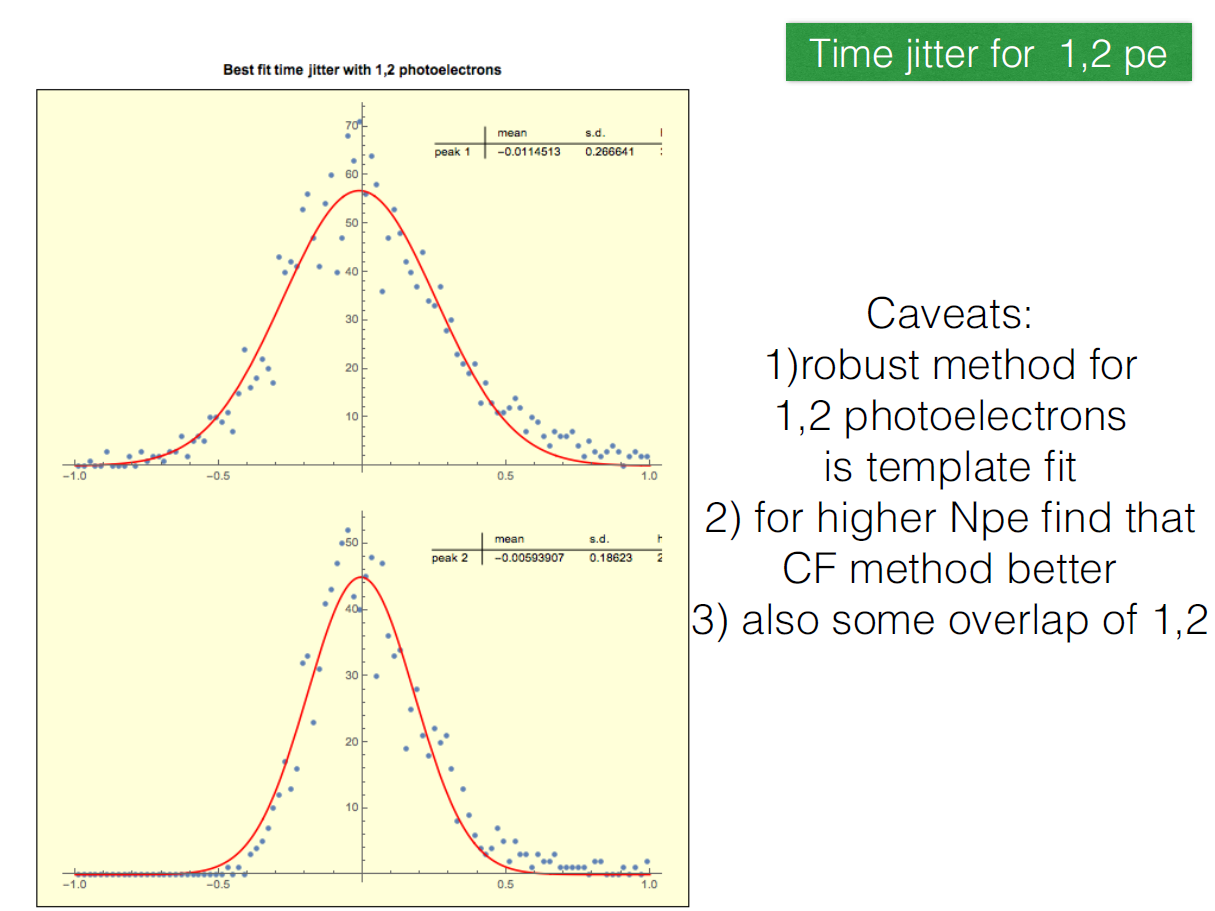 Time jitter for 1,2 pe
Best fit time jitter with 1,2 photoelectrons
mean s.d.
peak 1 −0.0114513 0.266641
70
60
50
40
30
20
10
−1.0 −0.5 0.5 1.0
mean s.d.
peak 2 −0.00593907 0.18623
50
40
30
20
10
−1.0 −0.5 0.5 1.0
Caveats:
1)robust method for
1,2 photoelectrons
is template fit
2) for higher Npe find that
CF method better
3) also some overlap of 1,2